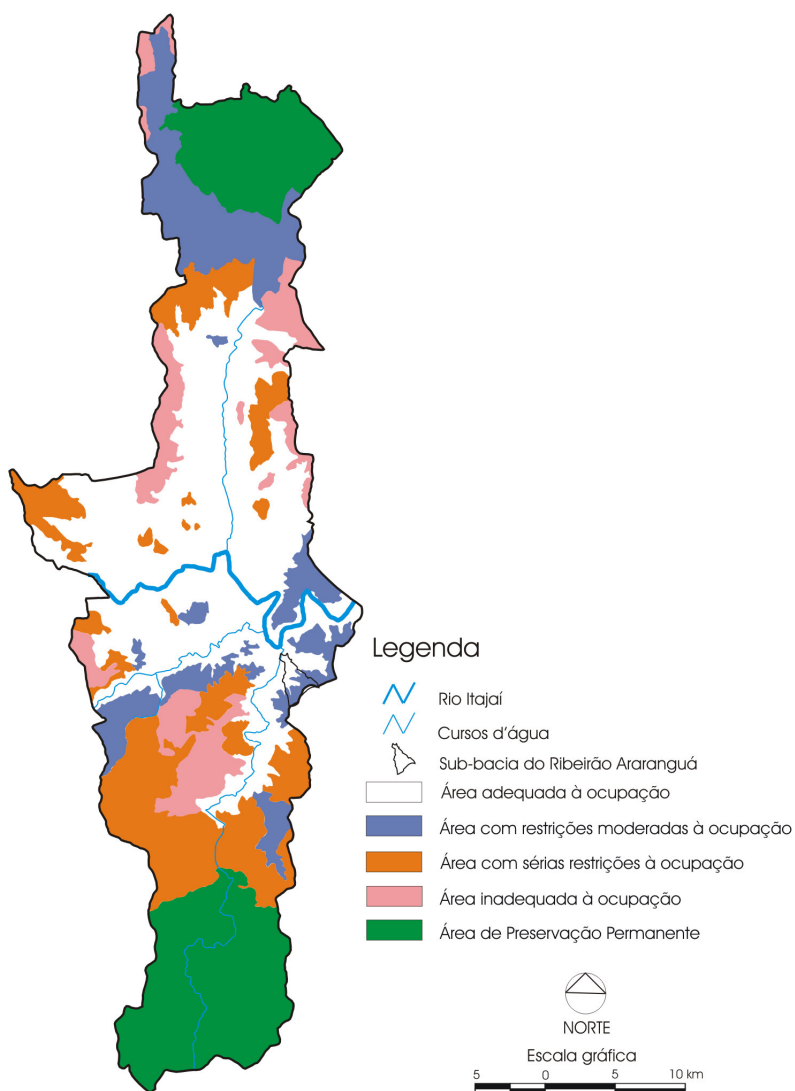 Legenda
Rio Itajaí
Cursos d'água
Sub-bacia do Ribeirão Araranguá
Área adequada à ocupação
Área com restrições moderadas à ocupação
Área com sérias restrições à ocupação
Área inadequada à ocupação
Área de Preservação Permanente
NORTE
Escala gráfica
5 0 5 10 km